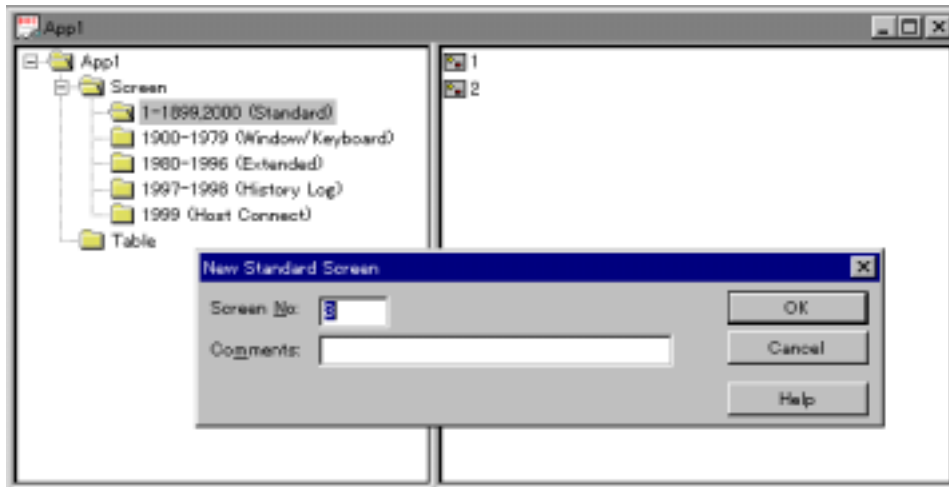 App1
App1
Screen
1-1899,2000 (Standard)
1900-1979 (Window/Keyboard)
1980-1996 (Extended)
1997-1998 (History Log)
1999 (Host Connect)
Table
1
2
New Standard Screen
Screen No:
3
OK
Comments:
Cancel
Help